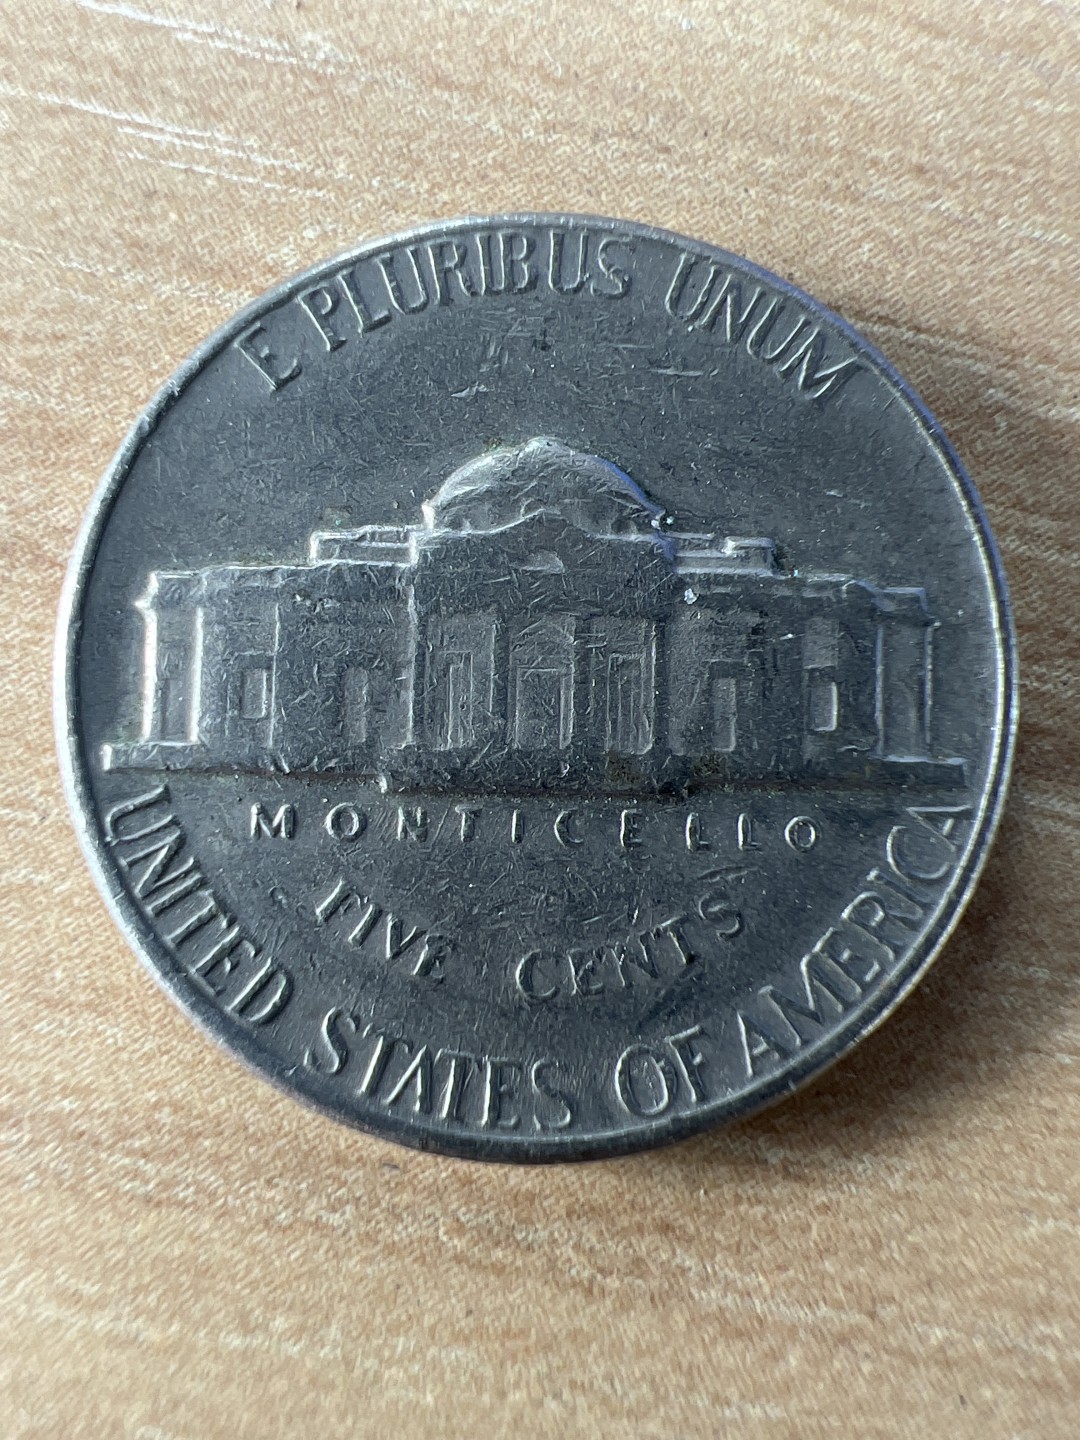 E PLURIBUS UNUM
MONTICELLO
FIVE CENTS
UNITED STATES OF AMERICA